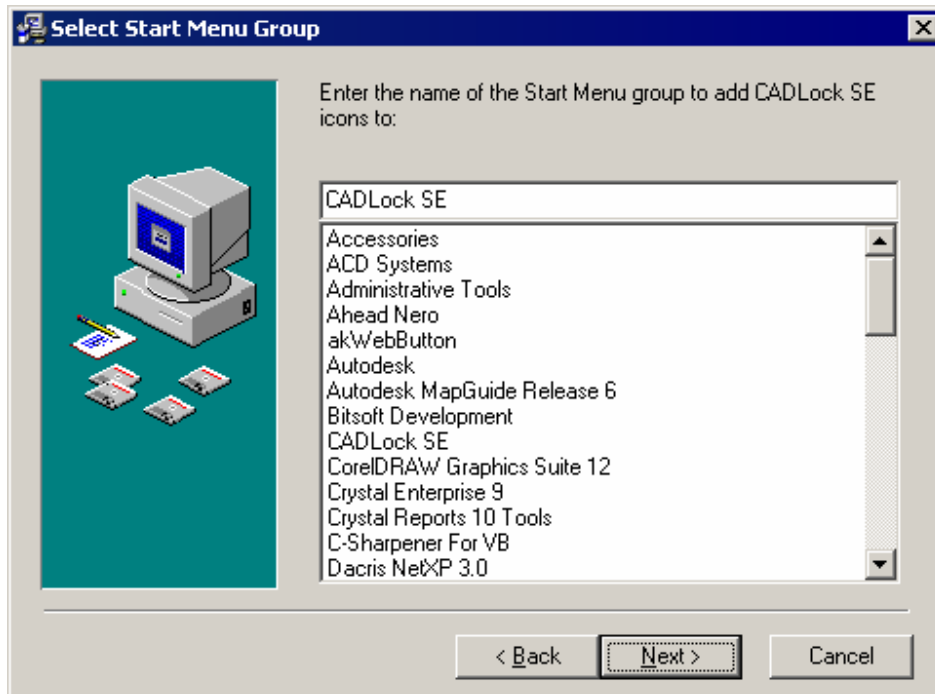 Select Start Menu Group
Enter the name of the Start Menu group to add CADLock SE
icons to:
CADLock SE
Accessories
ACD Systems
Administrative Tools
Ahead Nero
akWebButton
Autodesk
Autodesk MapGuide Release 6
Bitsoft Development
CADLock SE
CorelDRAW Graphics Suite 12
Crystal Enterprise 9
Crystal Reports 10 Tools
C-Sharpener For VB
Dacris NetXP 3.0
< Back Next > Cancel